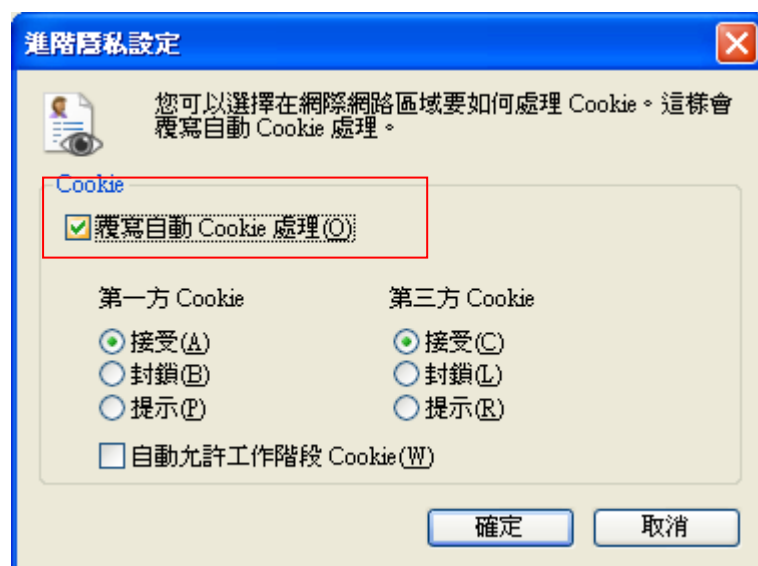 進階隱私設定
您可以選擇在網際網路區域要如何處理 Cookie。這樣會
覆寫自動 Cookie 處理。
Cookie
覆寫自動 Cookie 處理(O)
第一方 Cookie 第三方 Cookie
接受(A) 接受(C)
封鎖(B) 封鎖(L)
提示(P) 提示(R)
自動允許工作階段 Cookie(W)
確定 取消